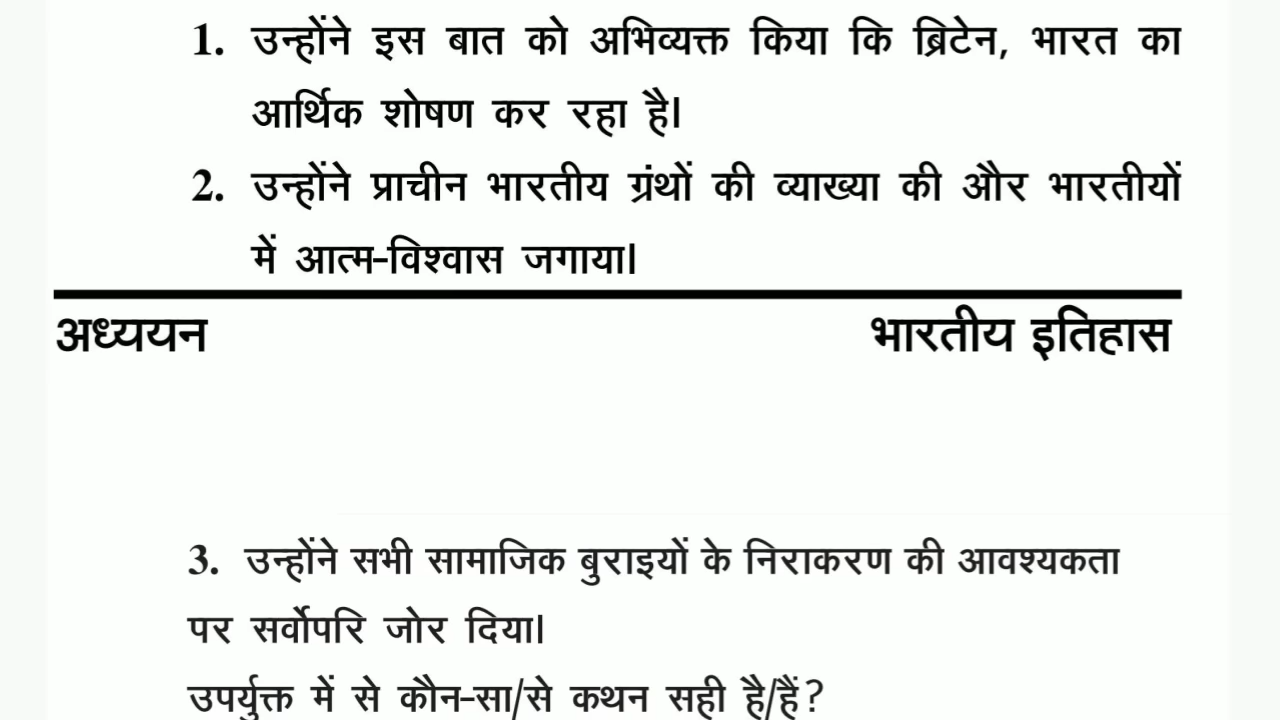 1. उन्होंने इस बात को अभिव्यक्त किया कि ब्रिटेन, भारत का
आर्थिक शोषण कर रहा है।
2. उन्होंने प्राचीन भारतीय ग्रंथों की व्याख्या की और भारतीयों
में आत्म-विश्वास जगाया।
अध्ययन भारतीय इतिहास
3. उन्होंने सभी सामाजिक बुराइयों के निराकरण की आवश्यकता
पर सर्वोपरि जोर दिया।
उपर्युक्त में से कौन-सा/से कथन सही है/हैं?